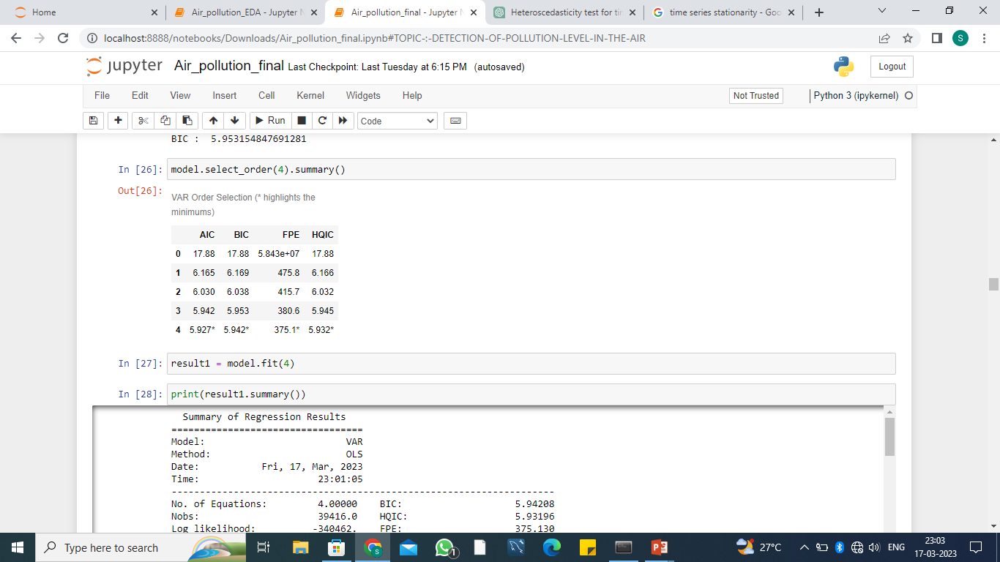 Home
Air_pollution_EDA - Jupyter N
Air_pollution_final - Jupyter N
Heteroscedasticity test for tim
time series stationarity - Goo
localhost:8888/notebooks/Downloads/Air_pollution_final.ipynb#TOPIC-:-DETECTION-OF-POLLUTION-LEVEL-IN-THE-AIR
S
jupyter Air_pollution_final Last Checkpoint: Last Tuesday at 6:15 PM (autosaved)
Logout
File Edit View Insert Cell Kernel Widgets Help
Not Trusted
Python 3 (ipykernel)
Run
Code
BIC :  5.953154847691281
In [26]: model.select_order(4).summary()
Out[26]:
VAR Order Selection (* highlights the
minimums)
AIC BIC FPE HQIC
0 17.88 17.88 5.843e+07 17.88
1 6.165 6.169 475.8 6.166
2 6.030 6.038 415.7 6.032
3 5.942 5.953 380.6 5.945
4 5.927* 5.942* 375.1* 5.932*
In [27]: result1 = model.fit(4)
In [28]: print(result1.summary())
Summary of Regression Results
==================================
Model: VAR
Method: OLS
Date: Fri, 17, Mar, 2023
Time: 23:01:05
--------------------------------------------------------------------
No. of Equations: 4.00000 BIC: 5.94208
Nobs: 39416.0 HQIC: 5.93196
Log likelihood: -340462. FPE: 375.130
Type here to search
1
27°C
ENG
23:03
17-03-2023